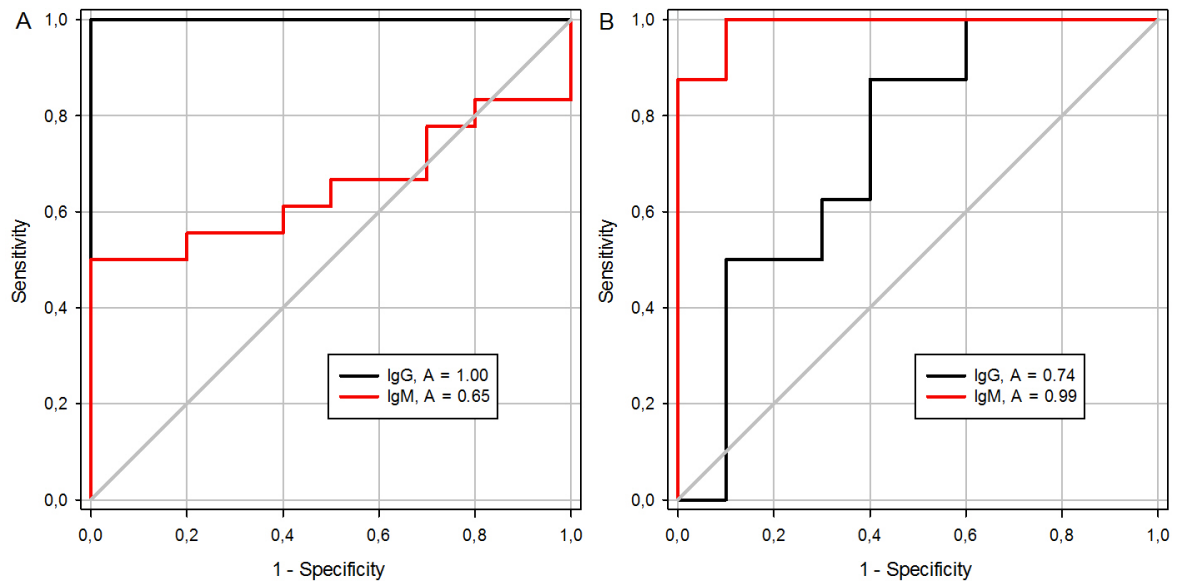 A
1,0
0,8
0,6
0,4
0,2
0,0
Sensitivity
0,0 0,2 0,4 0,6 0,8 1,0
1 - Specificity
IgG, A = 1.00
IgM, A = 0.65
B
1,0
0,8
0,6
0,4
0,2
0,0
Sensitivity
0,0 0,2 0,4 0,6 0,8 1,0
1 - Specificity
IgG, A = 0.74
IgM, A = 0.99